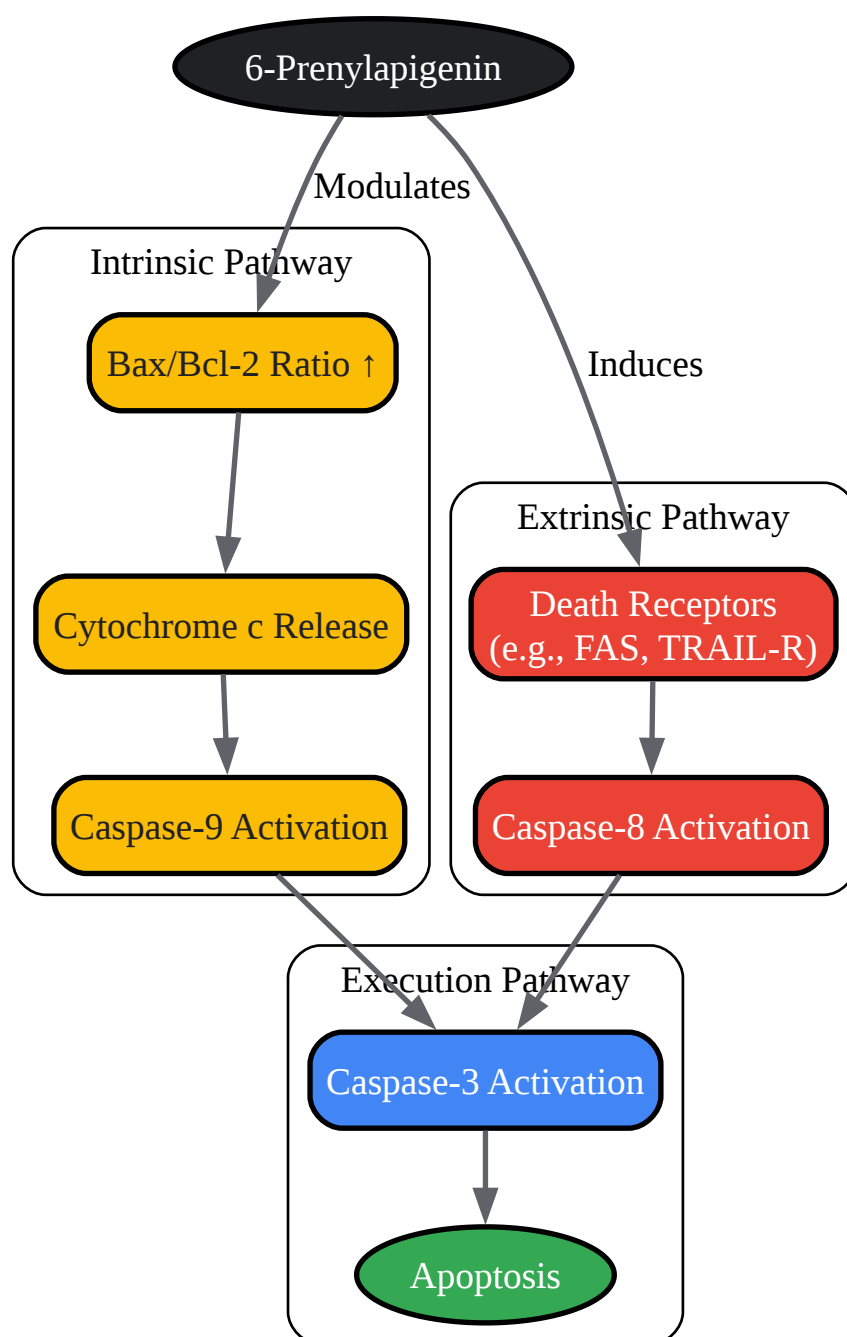 6-Prenylapigenin
Modulates
Intrinsic Pathway
Bax/Bcl-2 Ratio ↑
Induces
Extrinsic Pathway
Cytochrome c Release
Death Receptors
(e.g., FAS, TRAIL-R)
Caspase-9 Activation
Caspase-8 Activation
Execution Pathway
Caspase-3 Activation
Apoptosis